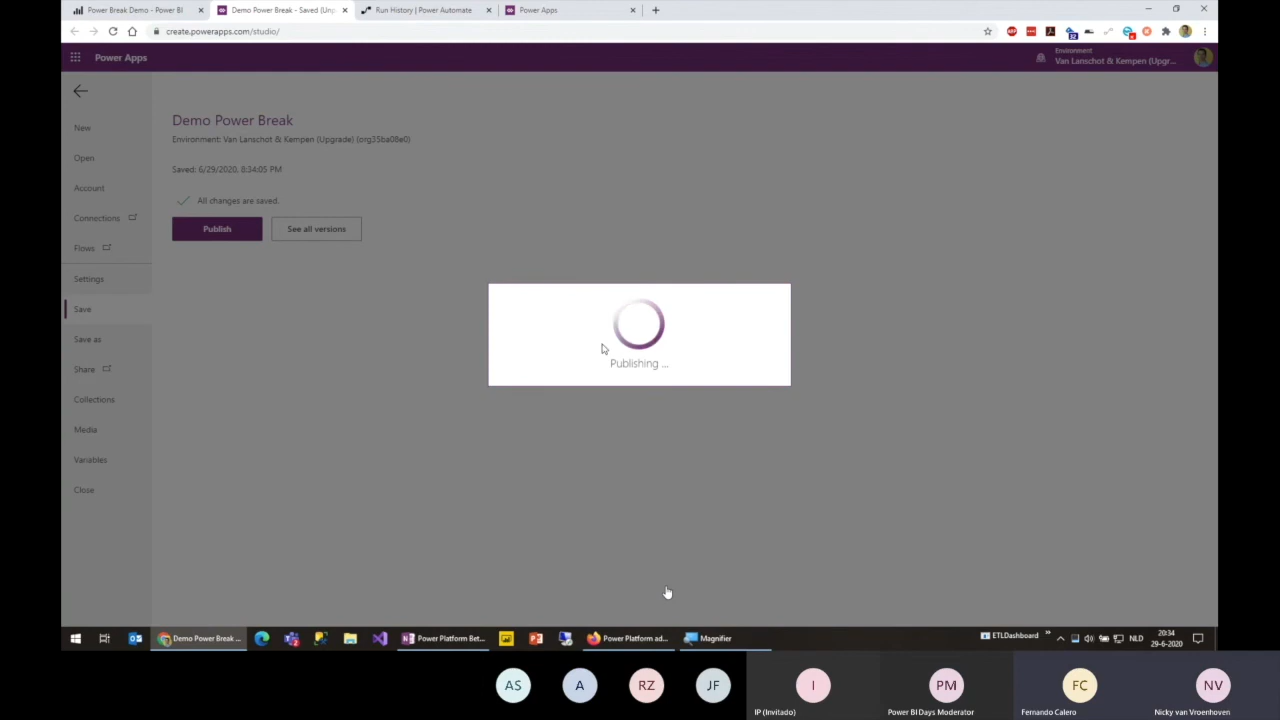 Power Break Demo - Power BI
Demo Power Break - Saved (Unp
Run History | Power Automate
Power Apps
create.powerapps.com/studio/
Power Apps
Environment
Van Lanschot & Kempen (Upgr...
New
Open
Account
Connections
Flows
Settings
Save
Save as
Share
Collections
Media
Variables
Close
Demo Power Break
Environment: Van Lanschot & Kempen (Upgrade) (org35ba08e0)
Saved: 6/29/2020, 8:34:05 PM
All changes are saved.
Publish
See all versions
Publishing ...
Demo Power Break ...
Power Platform Bet...
Power Platform ad...
Magnifier
ETLDashboard
NLD
20:34
29-6-2020
AS
A
RZ
JF
I
PM
FC
NV
IP (Invitado)
Power BI Days Moderator
Fernando Calero
Nicky van Vroenhoven